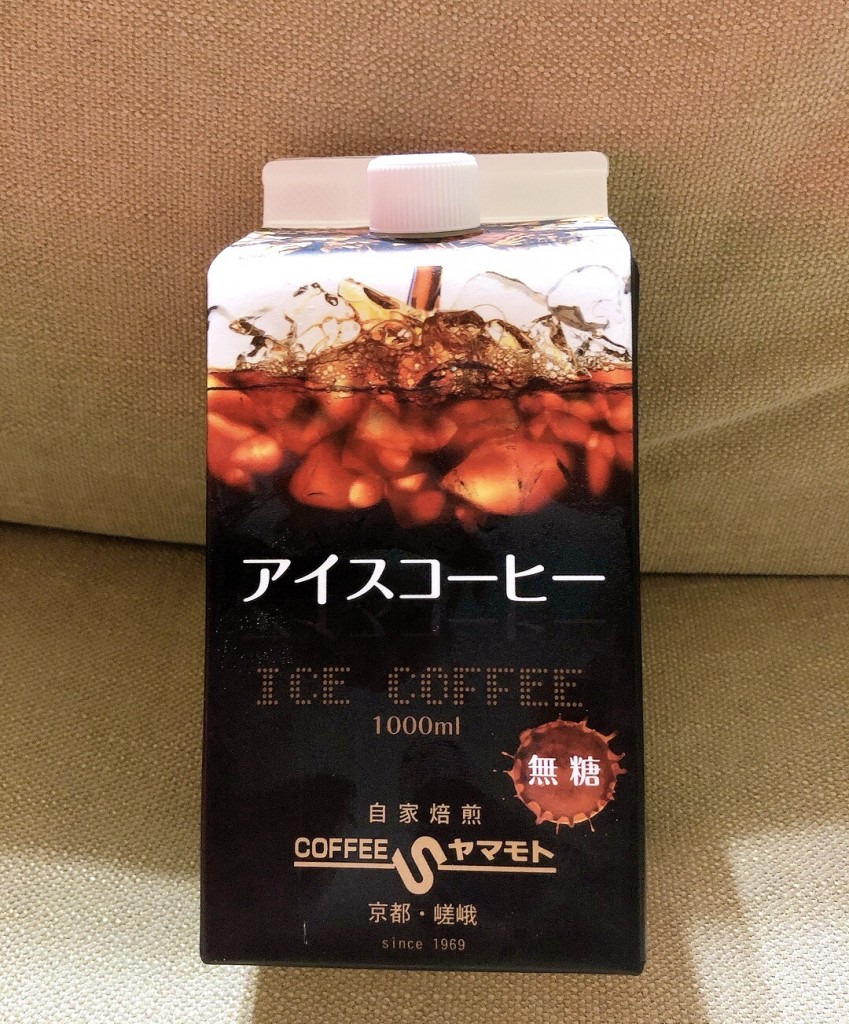 アイスコーヒー
ICE COFFEE
1000ml
無糖
自家焙煎
COFFEE S ヤマモト
京都・嵯峨
since 1969